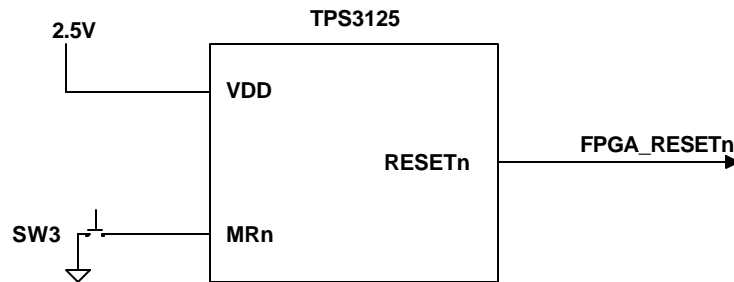 TPS3125
2.5V
VDD
FPGA_RESETn
RESETn
SW3
MRn